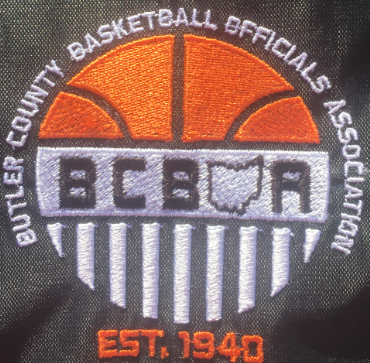 BUTLER COUNTY BASKETBALL OFFICIALS ASSOCIATION
BCBOA
EST. 1940